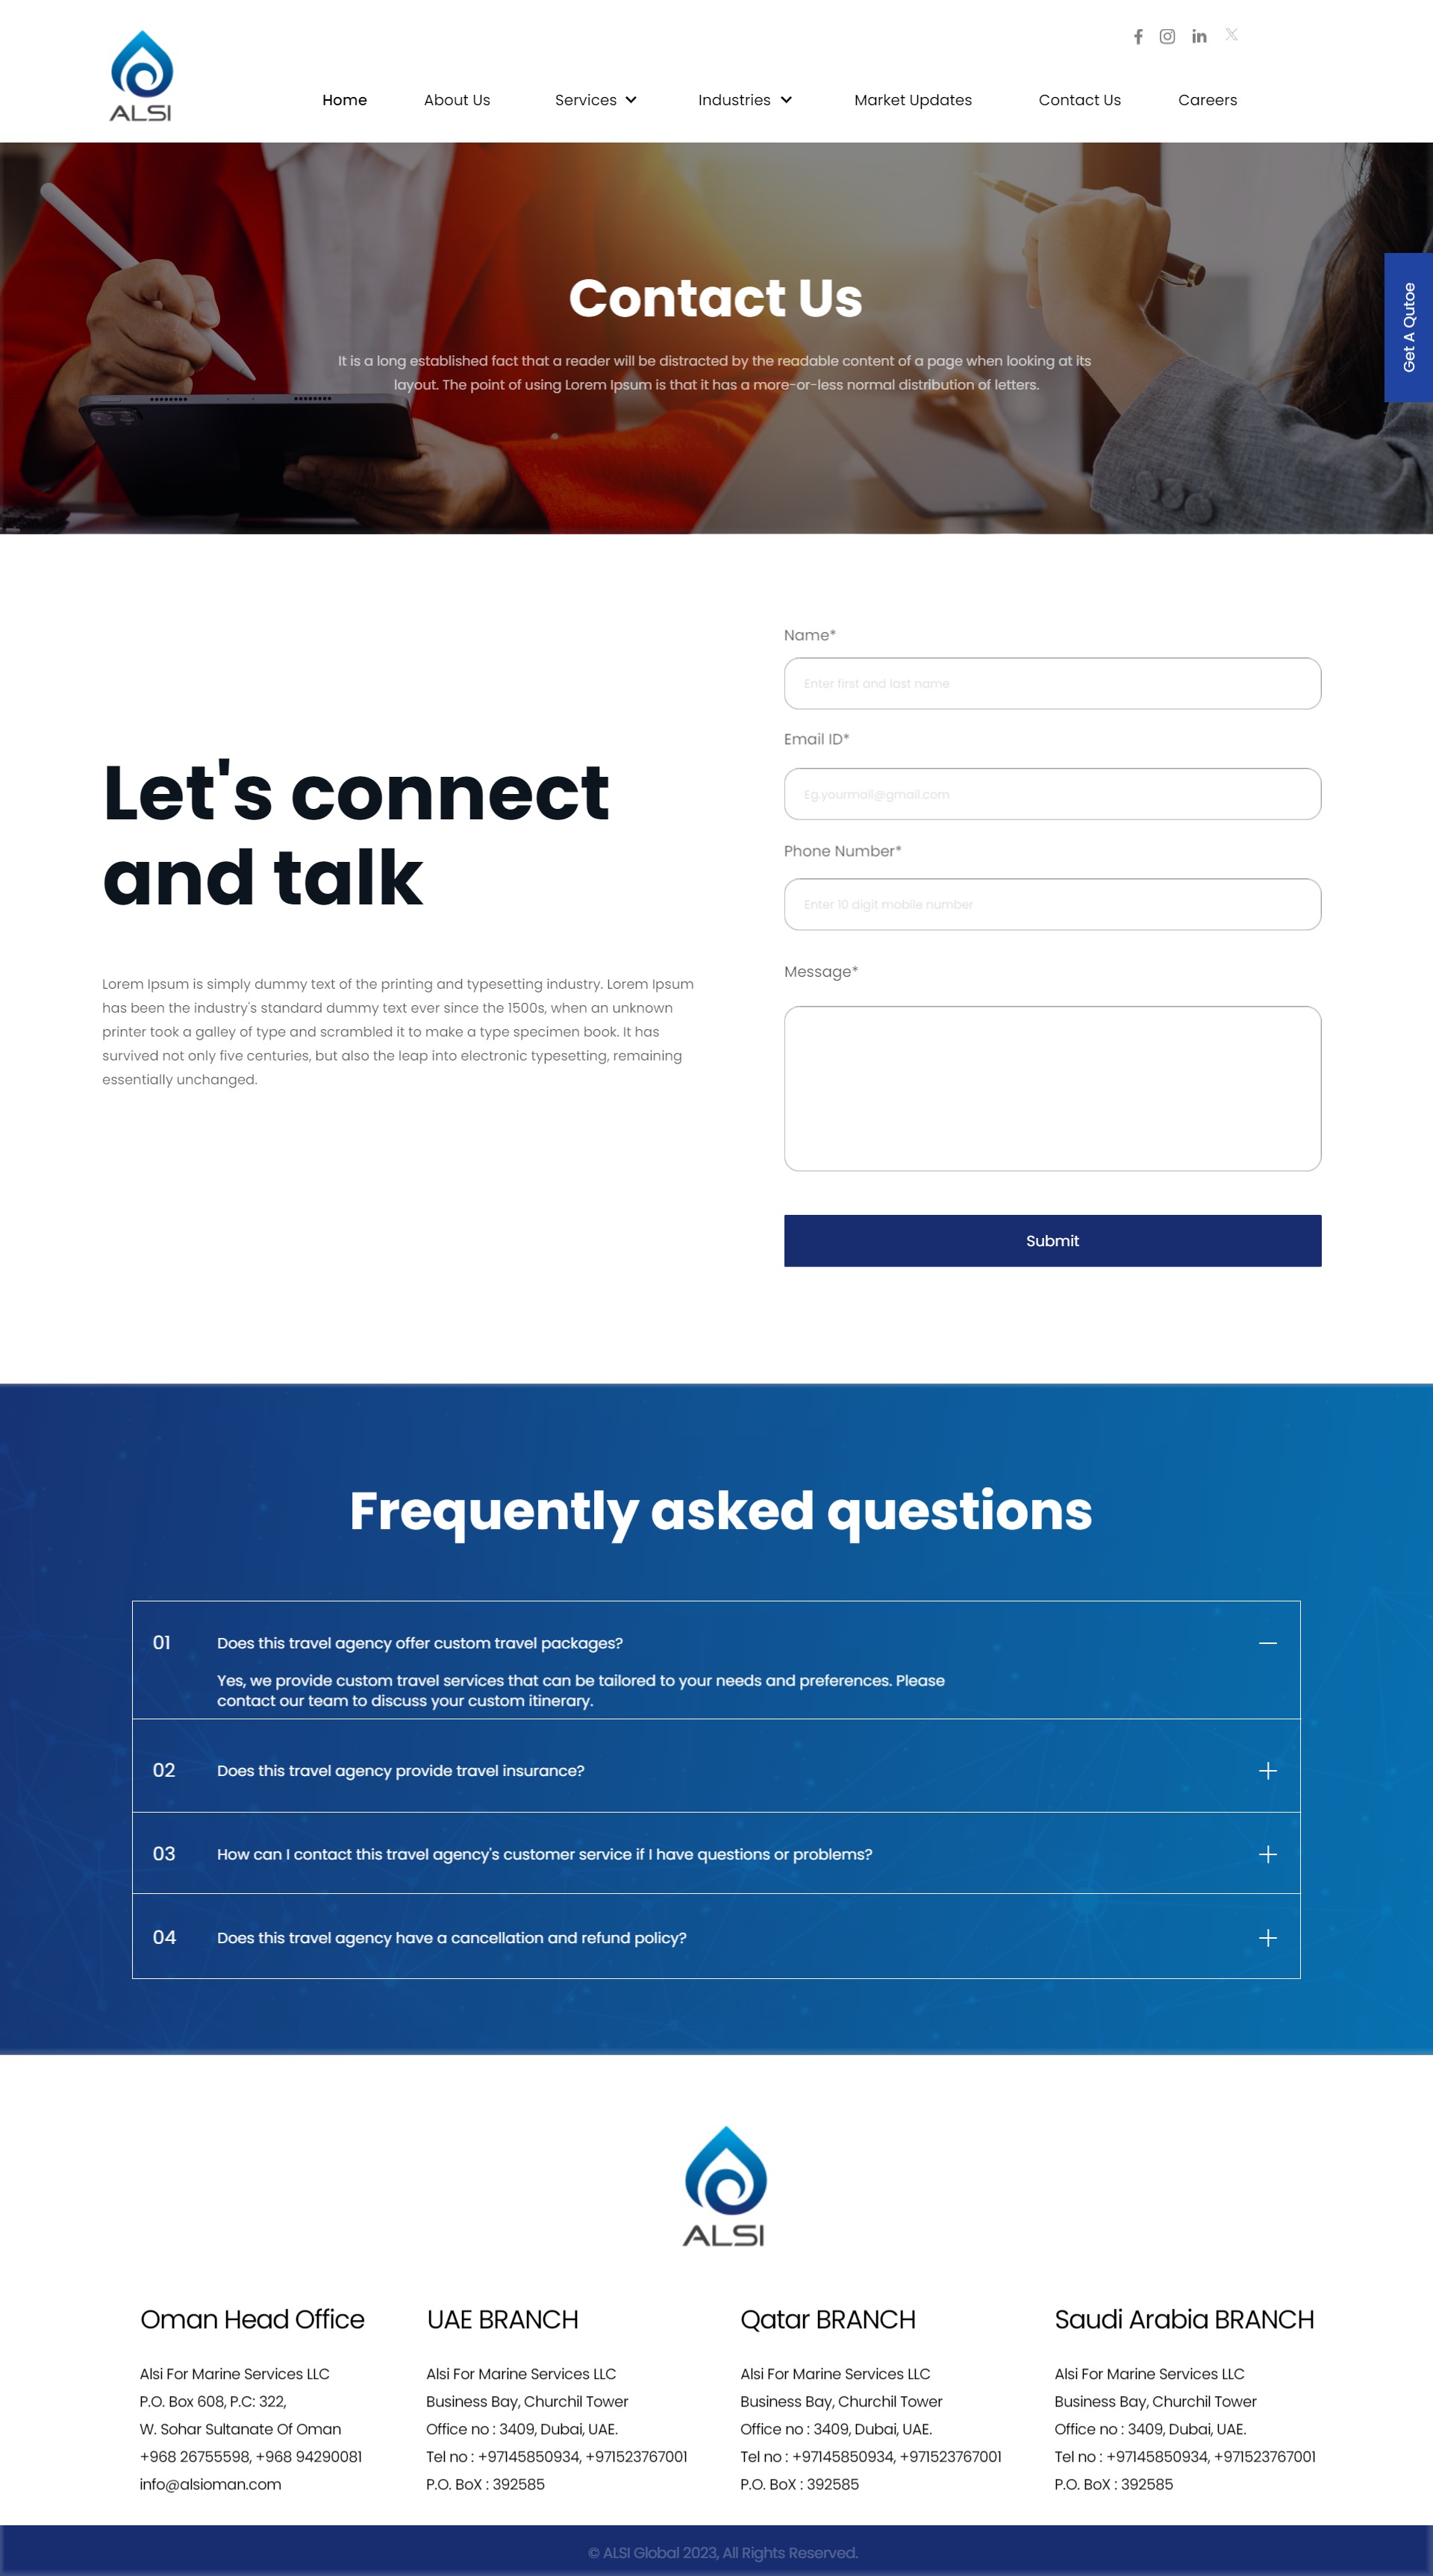 ALSI
Home About Us Services Industries Market Updates Contact Us Careers
Get A Qutoe
Contact Us
It is a long established fact that a reader will be distracted by the readable content of a page when looking at its
layout. The point of using Lorem Ipsum is that it has a more-or-less normal distribution of letters.
Let's connect
and talk
Lorem Ipsum is simply dummy text of the printing and typesetting industry. Lorem Ipsum
has been the industry's standard dummy text ever since the 1500s, when an unknown
printer took a galley of type and scrambled it to make a type specimen book. It has
survived not only five centuries, but also the leap into electronic typesetting, remaining
essentially unchanged.
Name*
Enter first and last name
Email ID*
Eg.yourmail@gmail.com
Phone Number*
Enter 10 digit mobile number
Message*
Submit
Frequently asked questions
01 Does this travel agency offer custom travel packages?
Yes, we provide custom travel services that can be tailored to your needs and preferences. Please
contact our team to discuss your custom itinerary.
02 Does this travel agency provide travel insurance?
03 How can I contact this travel agency's customer service if I have questions or problems?
04 Does this travel agency have a cancellation and refund policy?
ALSI
Oman Head Office
Alsi For Marine Services LLC
P.O. Box 608, P.C: 322,
W. Sohar Sultanate Of Oman
+968 26755598, +968 94290081
info@alsioman.com
UAE BRANCH
Alsi For Marine Services LLC
Business Bay, Churchil Tower
Office no : 3409, Dubai, UAE.
Tel no : +97145850934, +971523767001
P.O. BoX : 392585
Qatar BRANCH
Alsi For Marine Services LLC
Business Bay, Churchil Tower
Office no : 3409, Dubai, UAE.
Tel no : +97145850934, +971523767001
P.O. BoX : 392585
Saudi Arabia BRANCH
Alsi For Marine Services LLC
Business Bay, Churchil Tower
Office no : 3409, Dubai, UAE.
Tel no : +97145850934, +971523767001
P.O. BoX : 392585
© ALSI Global 2023, All Rights Reserved.